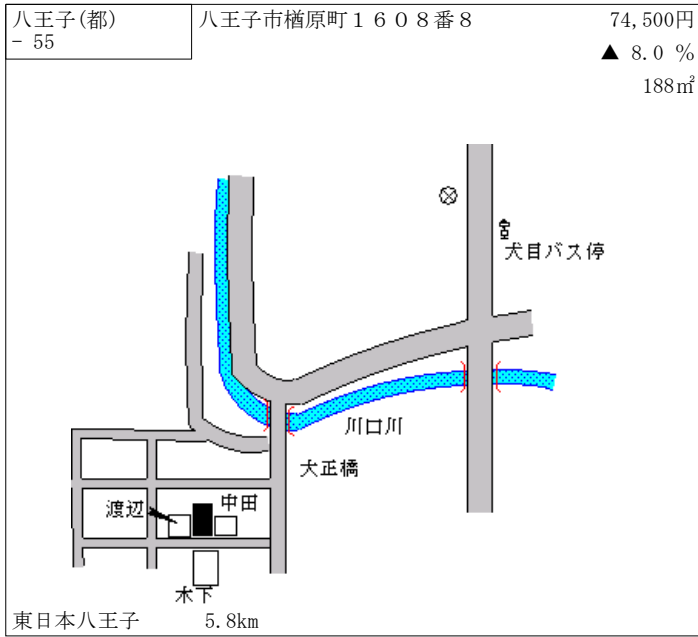 八王子(都)
- 55
八王子市楢原町１６０８番８
74,500円
▲ 8.0 %
188㎡
犬目バス停
川口川
大正橋
渡辺
中田
木下
東日本八王子 5.8km